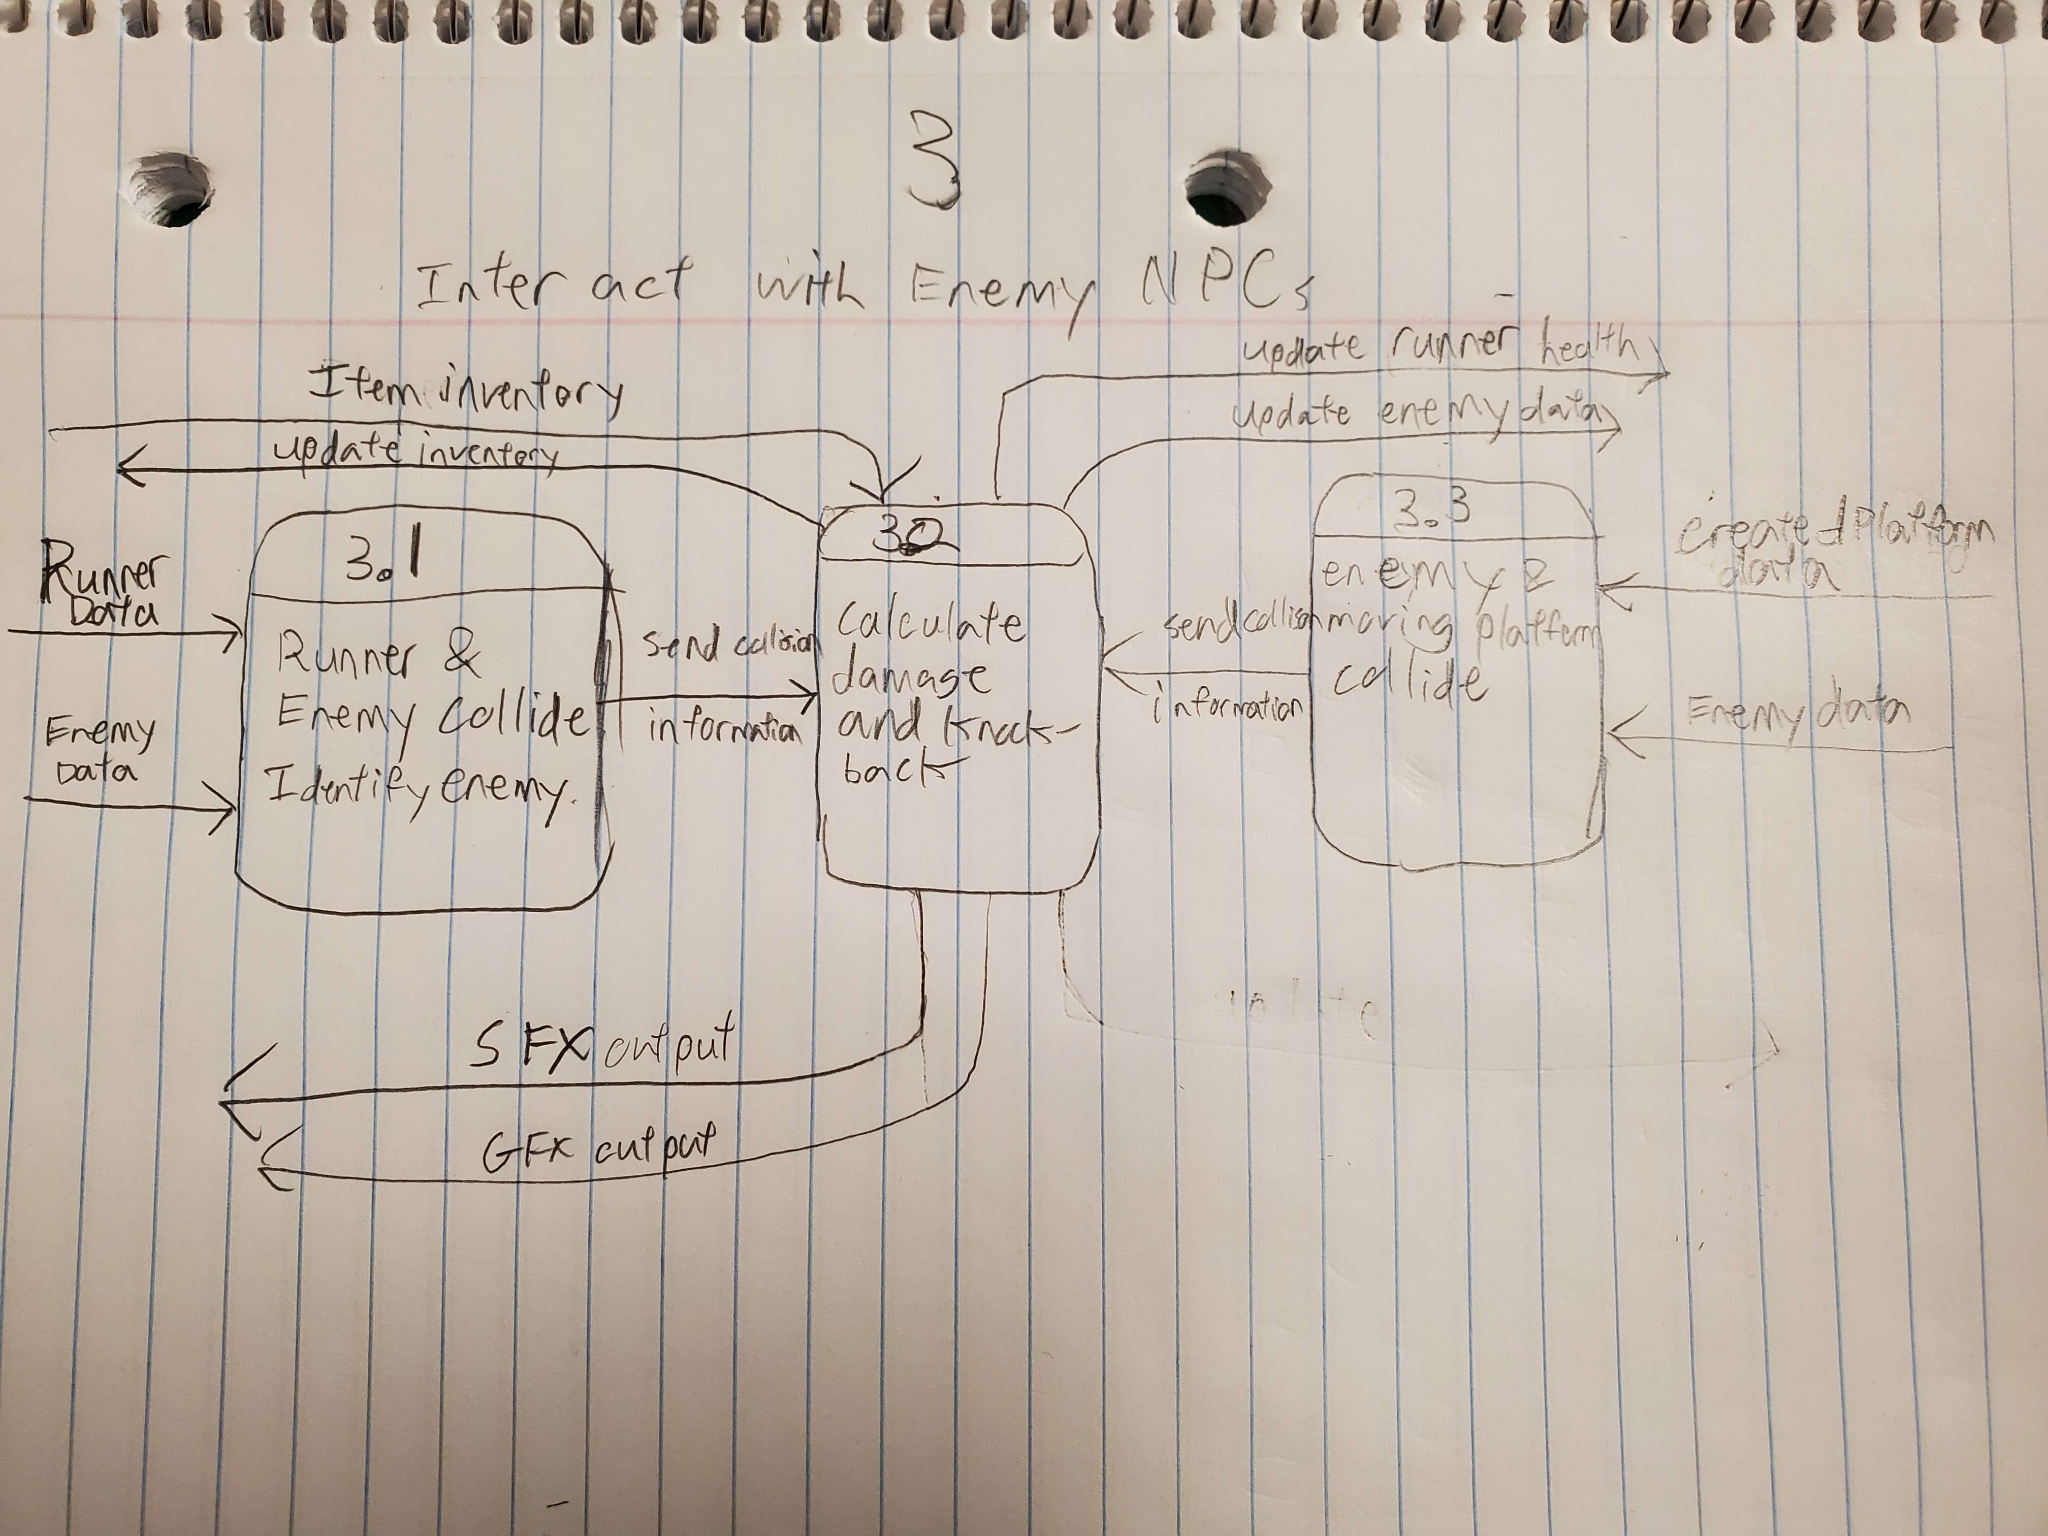 3
Interact with Enemy NPCs
update runner health
Item inventory
update enemy data
update inventory
3.1
Runner
Data
Enemy
Data
Runner &
Enemy Collide
Identify enemy.
send collision
information
calculate
damage
and knock-
back
3.3
enemy &
moving platform
collide
send collision
information
created Platform
data
Enemy data
SFX output
GFX output